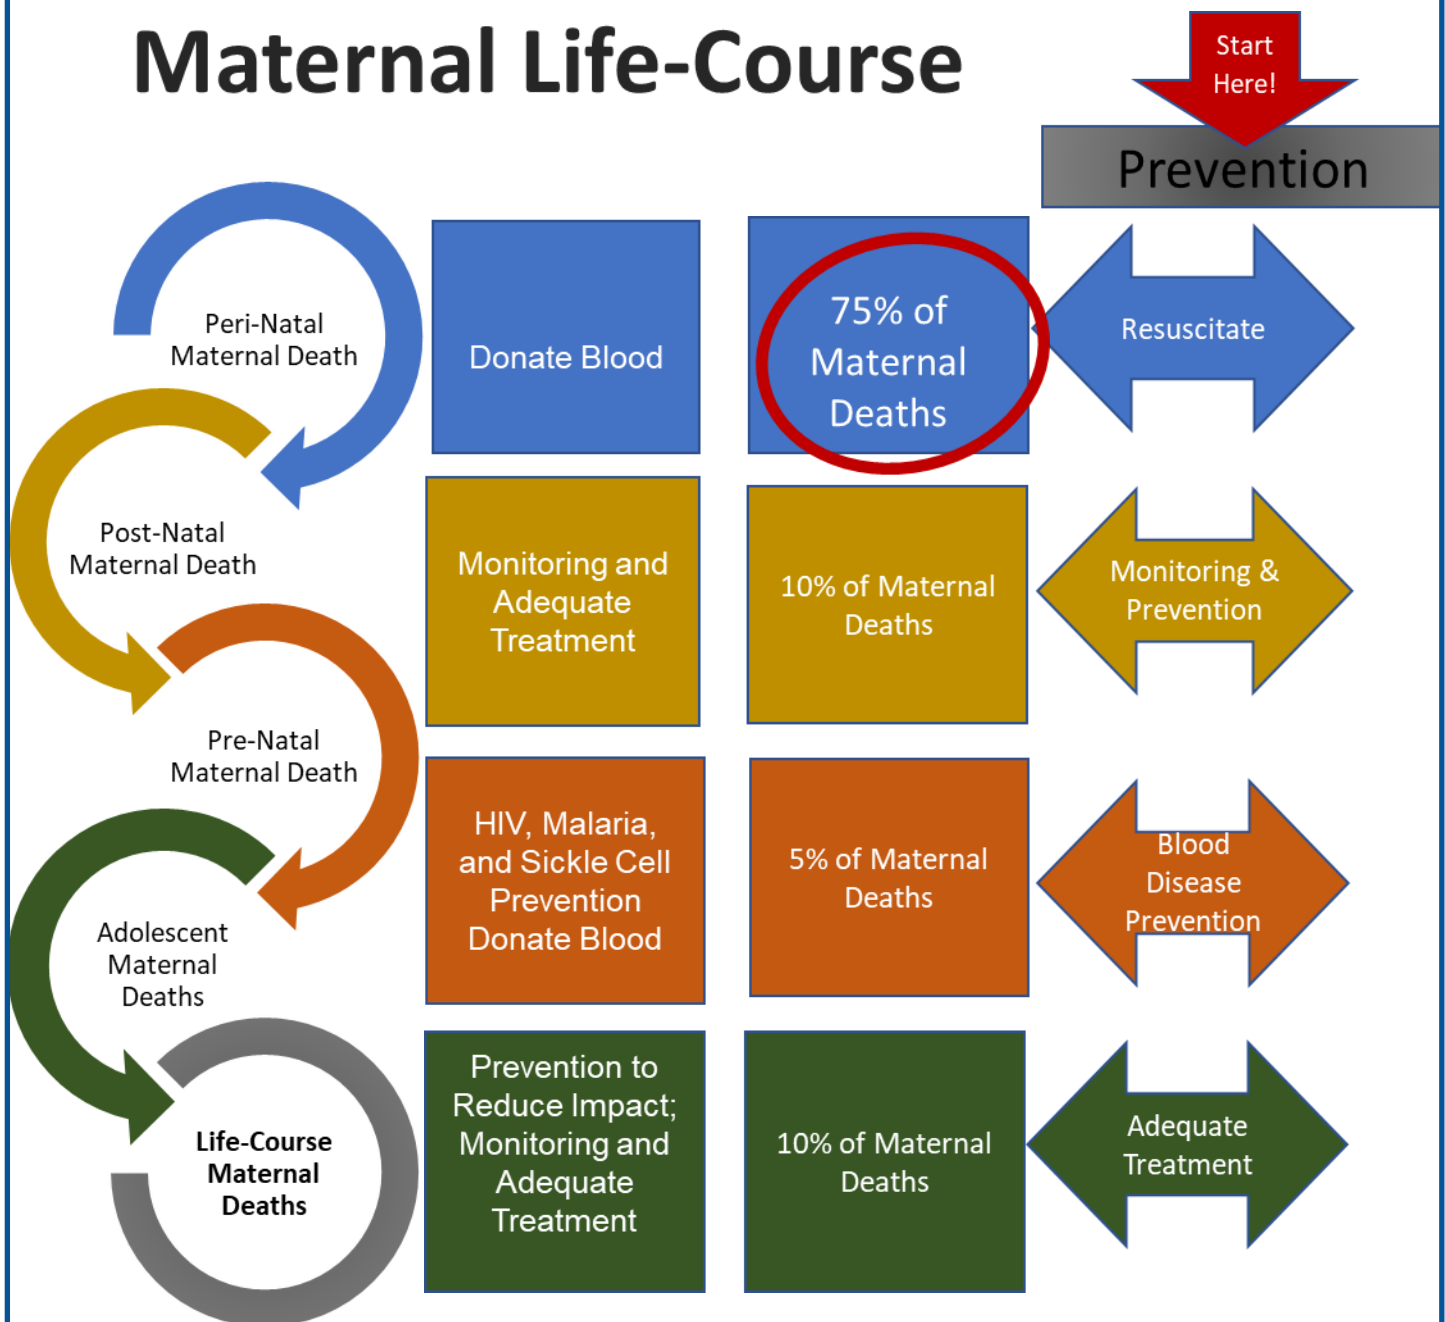 Maternal Life-Course
Start
Here!
Prevention
Peri-Natal
Maternal Death
Donate Blood
75% of
Maternal
Deaths
Resuscitate
Post-Natal
Maternal Death
Monitoring and
Adequate
Treatment
10% of Maternal
Deaths
Monitoring &
Prevention
Pre-Natal
Maternal Death
HIV, Malaria,
and Sickle Cell
Prevention
Donate Blood
5% of Maternal
Deaths
Blood
Disease
Prevention
Adolescent
Maternal
Deaths
Prevention to
Reduce Impact;
Monitoring and
Adequate
Treatment
10% of Maternal
Deaths
Adequate
Treatment
Life-Course
Maternal
Deaths